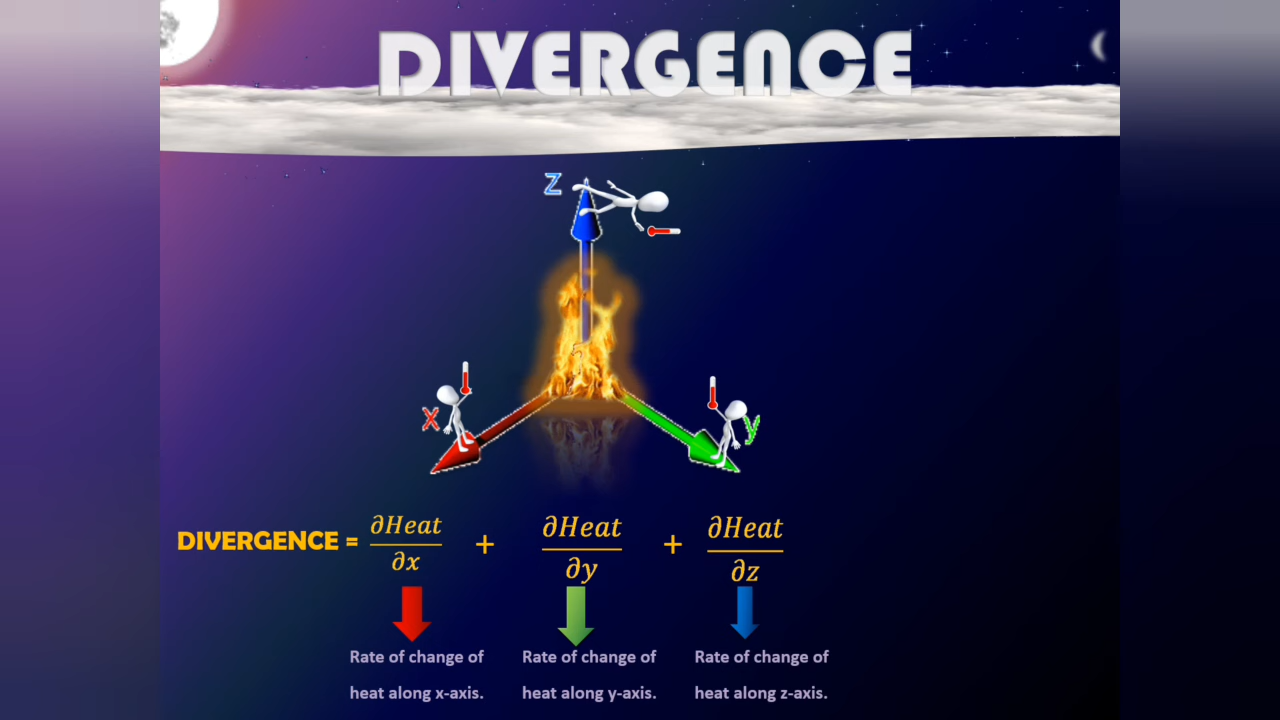 DIVERGENCE
Z
X
y
DIVERGENCE = ∂Heat/∂x + ∂Heat/∂y + ∂Heat/∂z
Rate of change of heat along x-axis.
Rate of change of heat along y-axis.
Rate of change of heat along z-axis.